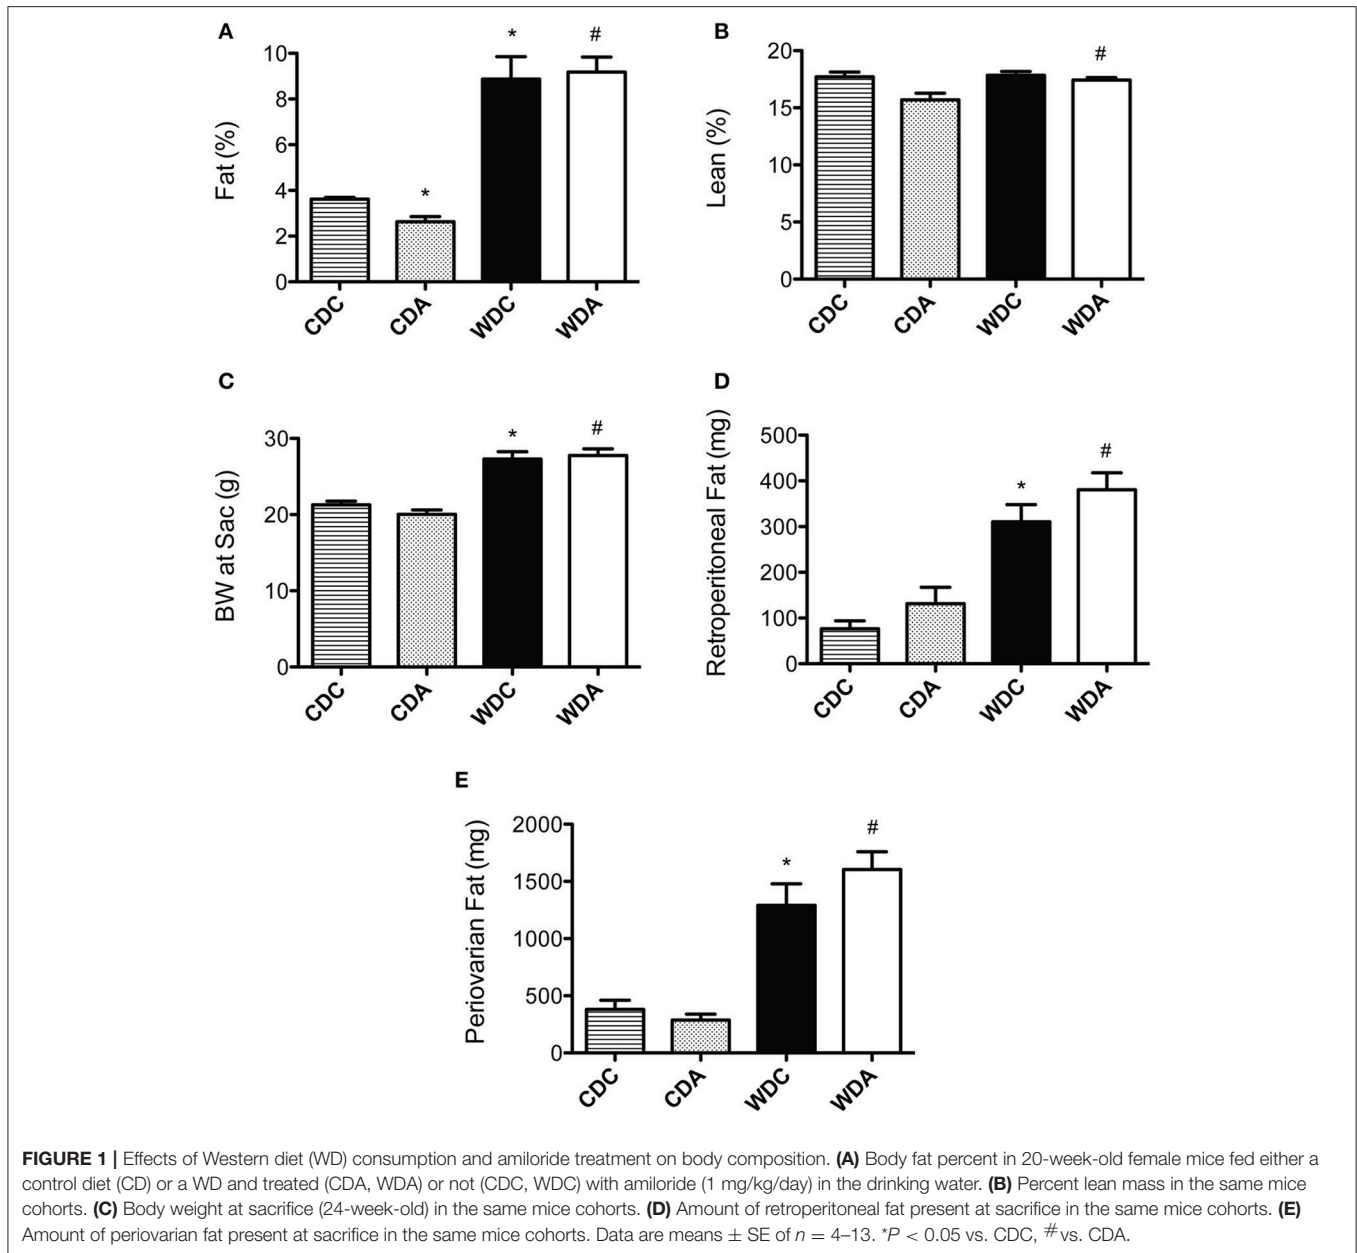 A
*
#
10
8
6
4
2
0
Fat (%)
*
CDC
CDA
WDC
WDA
B
#
20
15
10
5
0
Lean (%)
CDC
CDA
WDC
WDA
C
*
#
30
20
10
0
BW at Sac (g)
CDC
CDA
WDC
WDA
D
*
#
500
400
300
200
100
0
Retroperitoneal Fat (mg)
CDC
CDA
WDC
WDA
E
*
#
2000
1500
1000
500
0
Periovarian Fat (mg)
CDC
CDA
WDC
WDA
FIGURE 1 | Effects of Western diet (WD) consumption and amiloride treatment on body composition. (A) Body fat percent in 20-week-old female mice fed either a
control diet (CD) or a WD and treated (CDA, WDA) or not (CDC, WDC) with amiloride (1 mg/kg/day) in the drinking water. (B) Percent lean mass in the same mice
cohorts. (C) Body weight at sacrifice (24-week-old) in the same mice cohorts. (D) Amount of retroperitoneal fat present at sacrifice in the same mice cohorts. (E)
Amount of periovarian fat present at sacrifice in the same mice cohorts. Data are means ± SE of n = 4–13. *P < 0.05 vs. CDC, #vs. CDA.